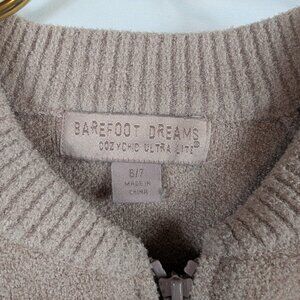 BAREFOOT DREAMS
COZYCHIC ULTRA LITE
6/7
MADE IN
CHINA